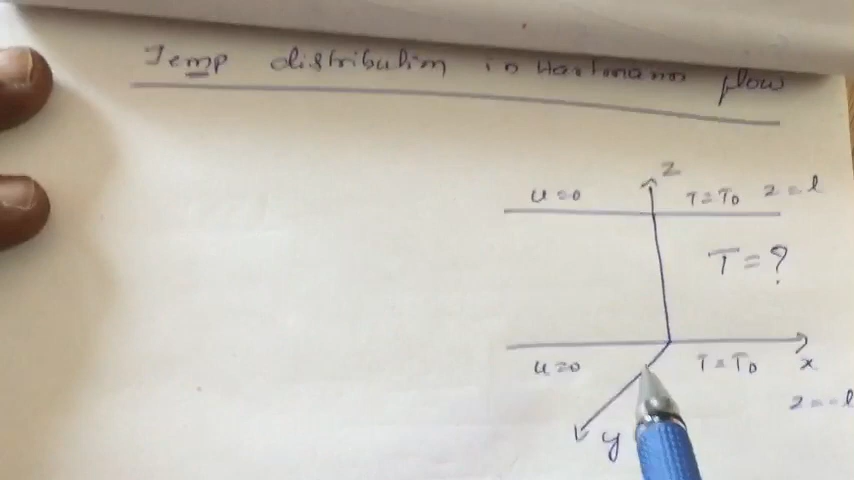 Temp distribution in Hartmann flow
z
u=0 T=T0 z=l
T=?
u=0 T=T0 x
z=-l
y